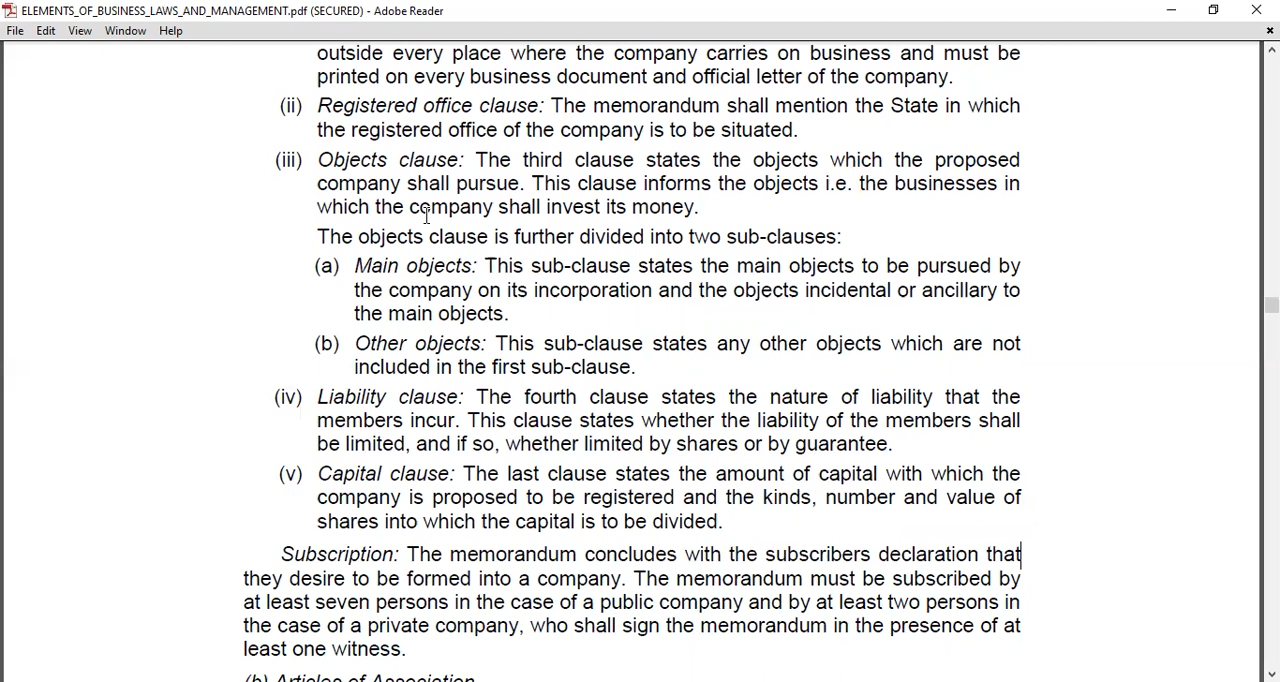 ELEMENTS_OF_BUSINESS_LAWS_AND_MANAGEMENT.pdf (SECURED) - Adobe Reader
File Edit View Window Help
outside every place where the company carries on business and must be
printed on every business document and official letter of the company.
(ii) Registered office clause: The memorandum shall mention the State in which
the registered office of the company is to be situated.
(iii) Objects clause: The third clause states the objects which the proposed
company shall pursue. This clause informs the objects i.e. the businesses in
which the company shall invest its money.
The objects clause is further divided into two sub-clauses:
(a) Main objects: This sub-clause states the main objects to be pursued by
the company on its incorporation and the objects incidental or ancillary to
the main objects.
(b) Other objects: This sub-clause states any other objects which are not
included in the first sub-clause.
(iv) Liability clause: The fourth clause states the nature of liability that the
members incur. This clause states whether the liability of the members shall
be limited, and if so, whether limited by shares or by guarantee.
(v) Capital clause: The last clause states the amount of capital with which the
company is proposed to be registered and the kinds, number and value of
shares into which the capital is to be divided.
Subscription: The memorandum concludes with the subscribers declaration that
they desire to be formed into a company. The memorandum must be subscribed by
at least seven persons in the case of a public company and by at least two persons in
the case of a private company, who shall sign the memorandum in the presence of at
least one witness.
(b) Articles of Association